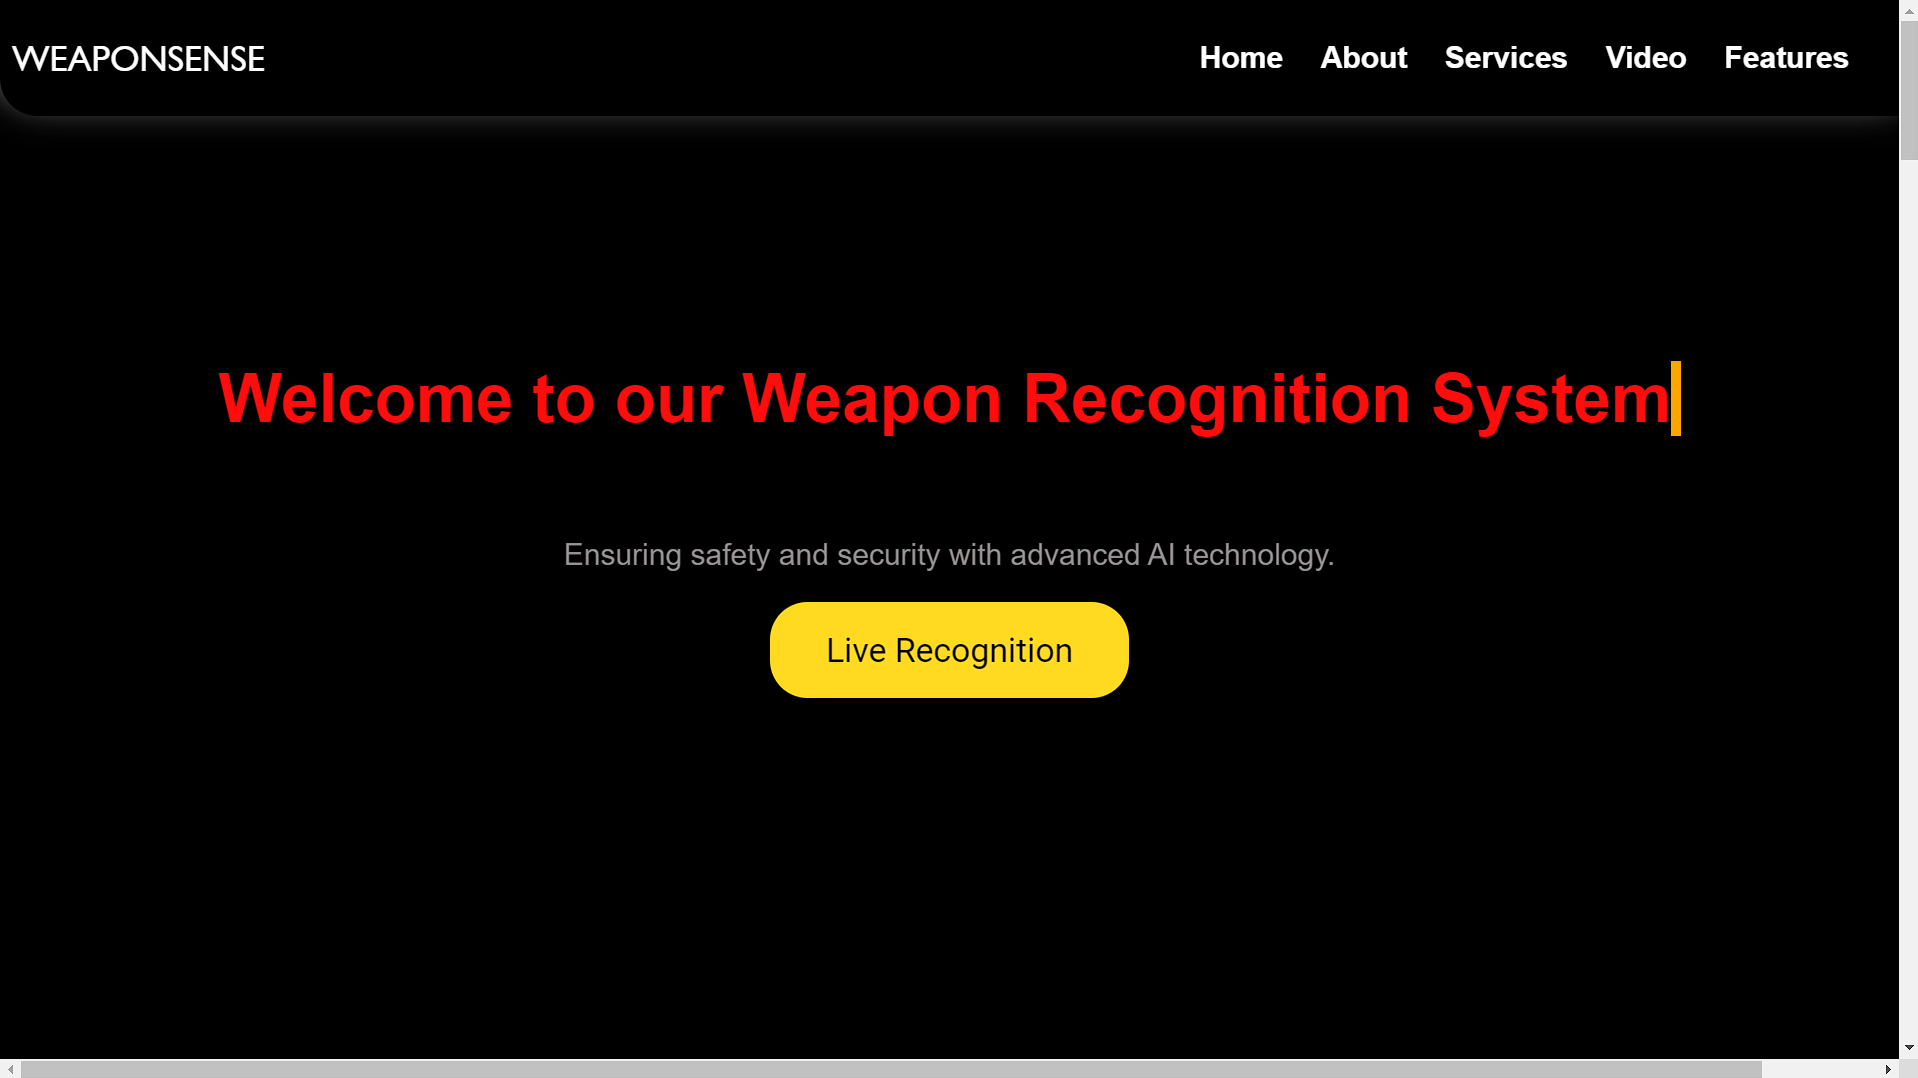 WEAPONSENSE
Home About Services Video Features
Welcome to our Weapon Recognition System
Ensuring safety and security with advanced AI technology.
Live Recognition